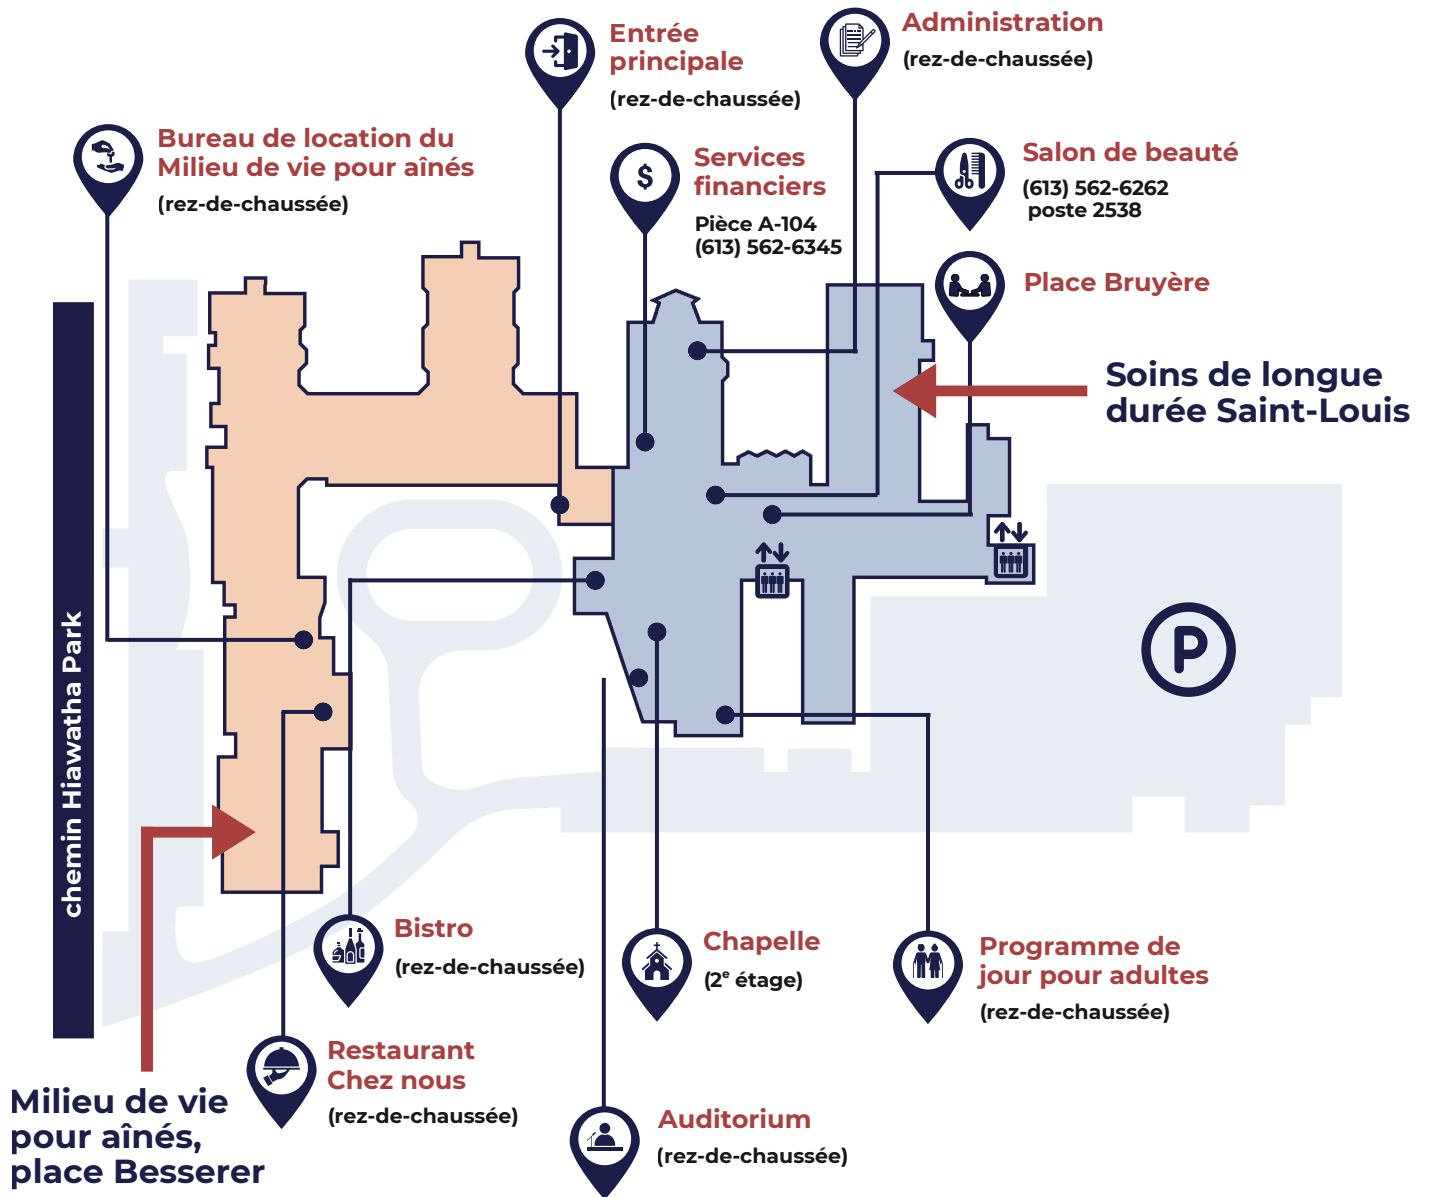 Entrée
principale
(rez-de-chaussée)
Administration
(rez-de-chaussée)
Bureau de location du
Milieu de vie pour aînés
(rez-de-chaussée)
$
Services
financiers
Pièce A-104
(613) 562-6345
Salon de beauté
(613) 562-6262
poste 2538
Place Bruyère
Soins de longue
durée Saint-Louis
chemin Hiawatha Park
P
Bistro
(rez-de-chaussée)
Chapelle
(2e étage)
Programme de
jour pour adultes
(rez-de-chaussée)
Restaurant
Chez nous
(rez-de-chaussée)
Milieu de vie
pour aînés,
place Besserer
Auditorium
(rez-de-chaussée)